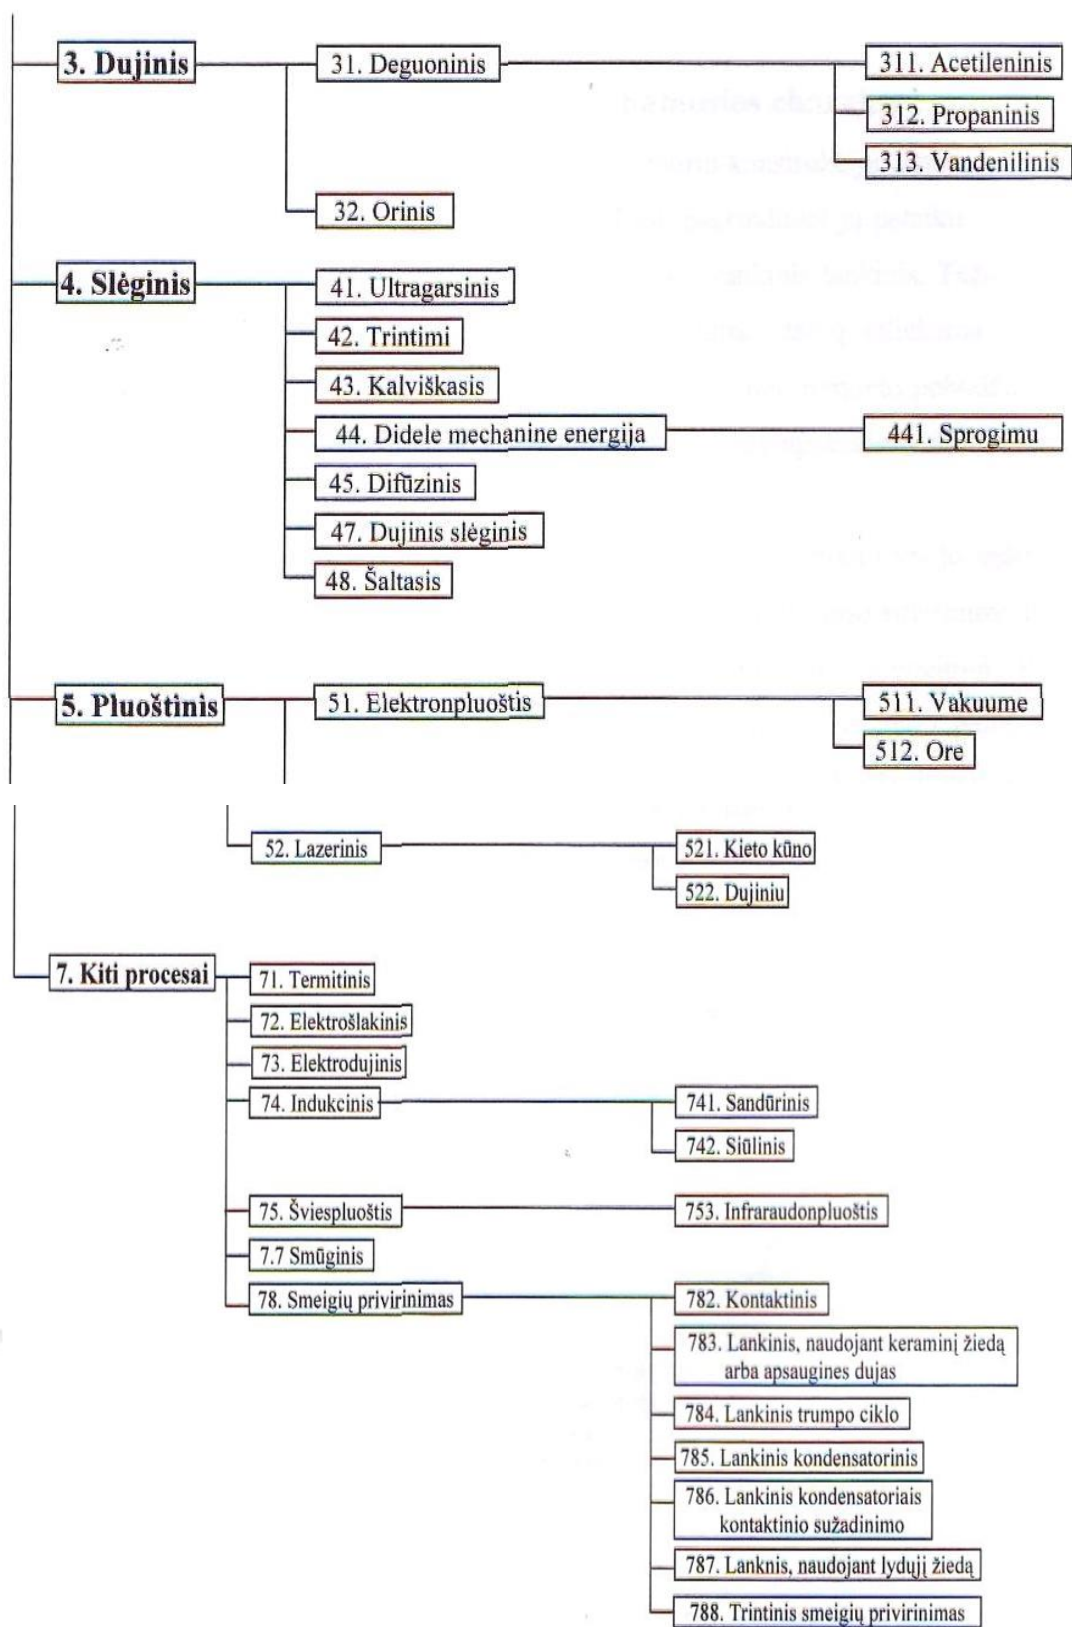 3. Dujinis
31. Deguoninis
311. Acetileninis
312. Propaninis
313. Vandenilinis
32. Orinis
4. Slėginis
41. Ultragarsinis
42. Trintimi
43. Kalviškasis
44. Didele mechanine energija
441. Sprogimu
45. Difūzinis
47. Dujinis slėginis
48. Šaltasis
5. Pluoštinis
51. Elektronpluoštis
511. Vakuume
512. Ore
52. Lazerinis
521. Kieto kūno
522. Dujiniu
7. Kiti procesai
71. Termitinis
72. Elektrošlakinis
73. Elektrodujinis
74. Indukcinis
741. Sandūrinis
742. Siūlinis
75. Šviespluoštis
753. Infraraudonpluoštis
7.7 Smūginis
78. Smeigių privirinimas
782. Kontaktinis
783. Lankinis, naudojant keraminį žiedą
arba apsaugines dujas
784. Lankinis trumpo ciklo
785. Lankinis kondensatorinis
786. Lankinis kondensatoriais
kontaktinio sužadinimo
787. Lanknis, naudojant lydųjį žiedą
788. Trintinis smeigių privirinimas